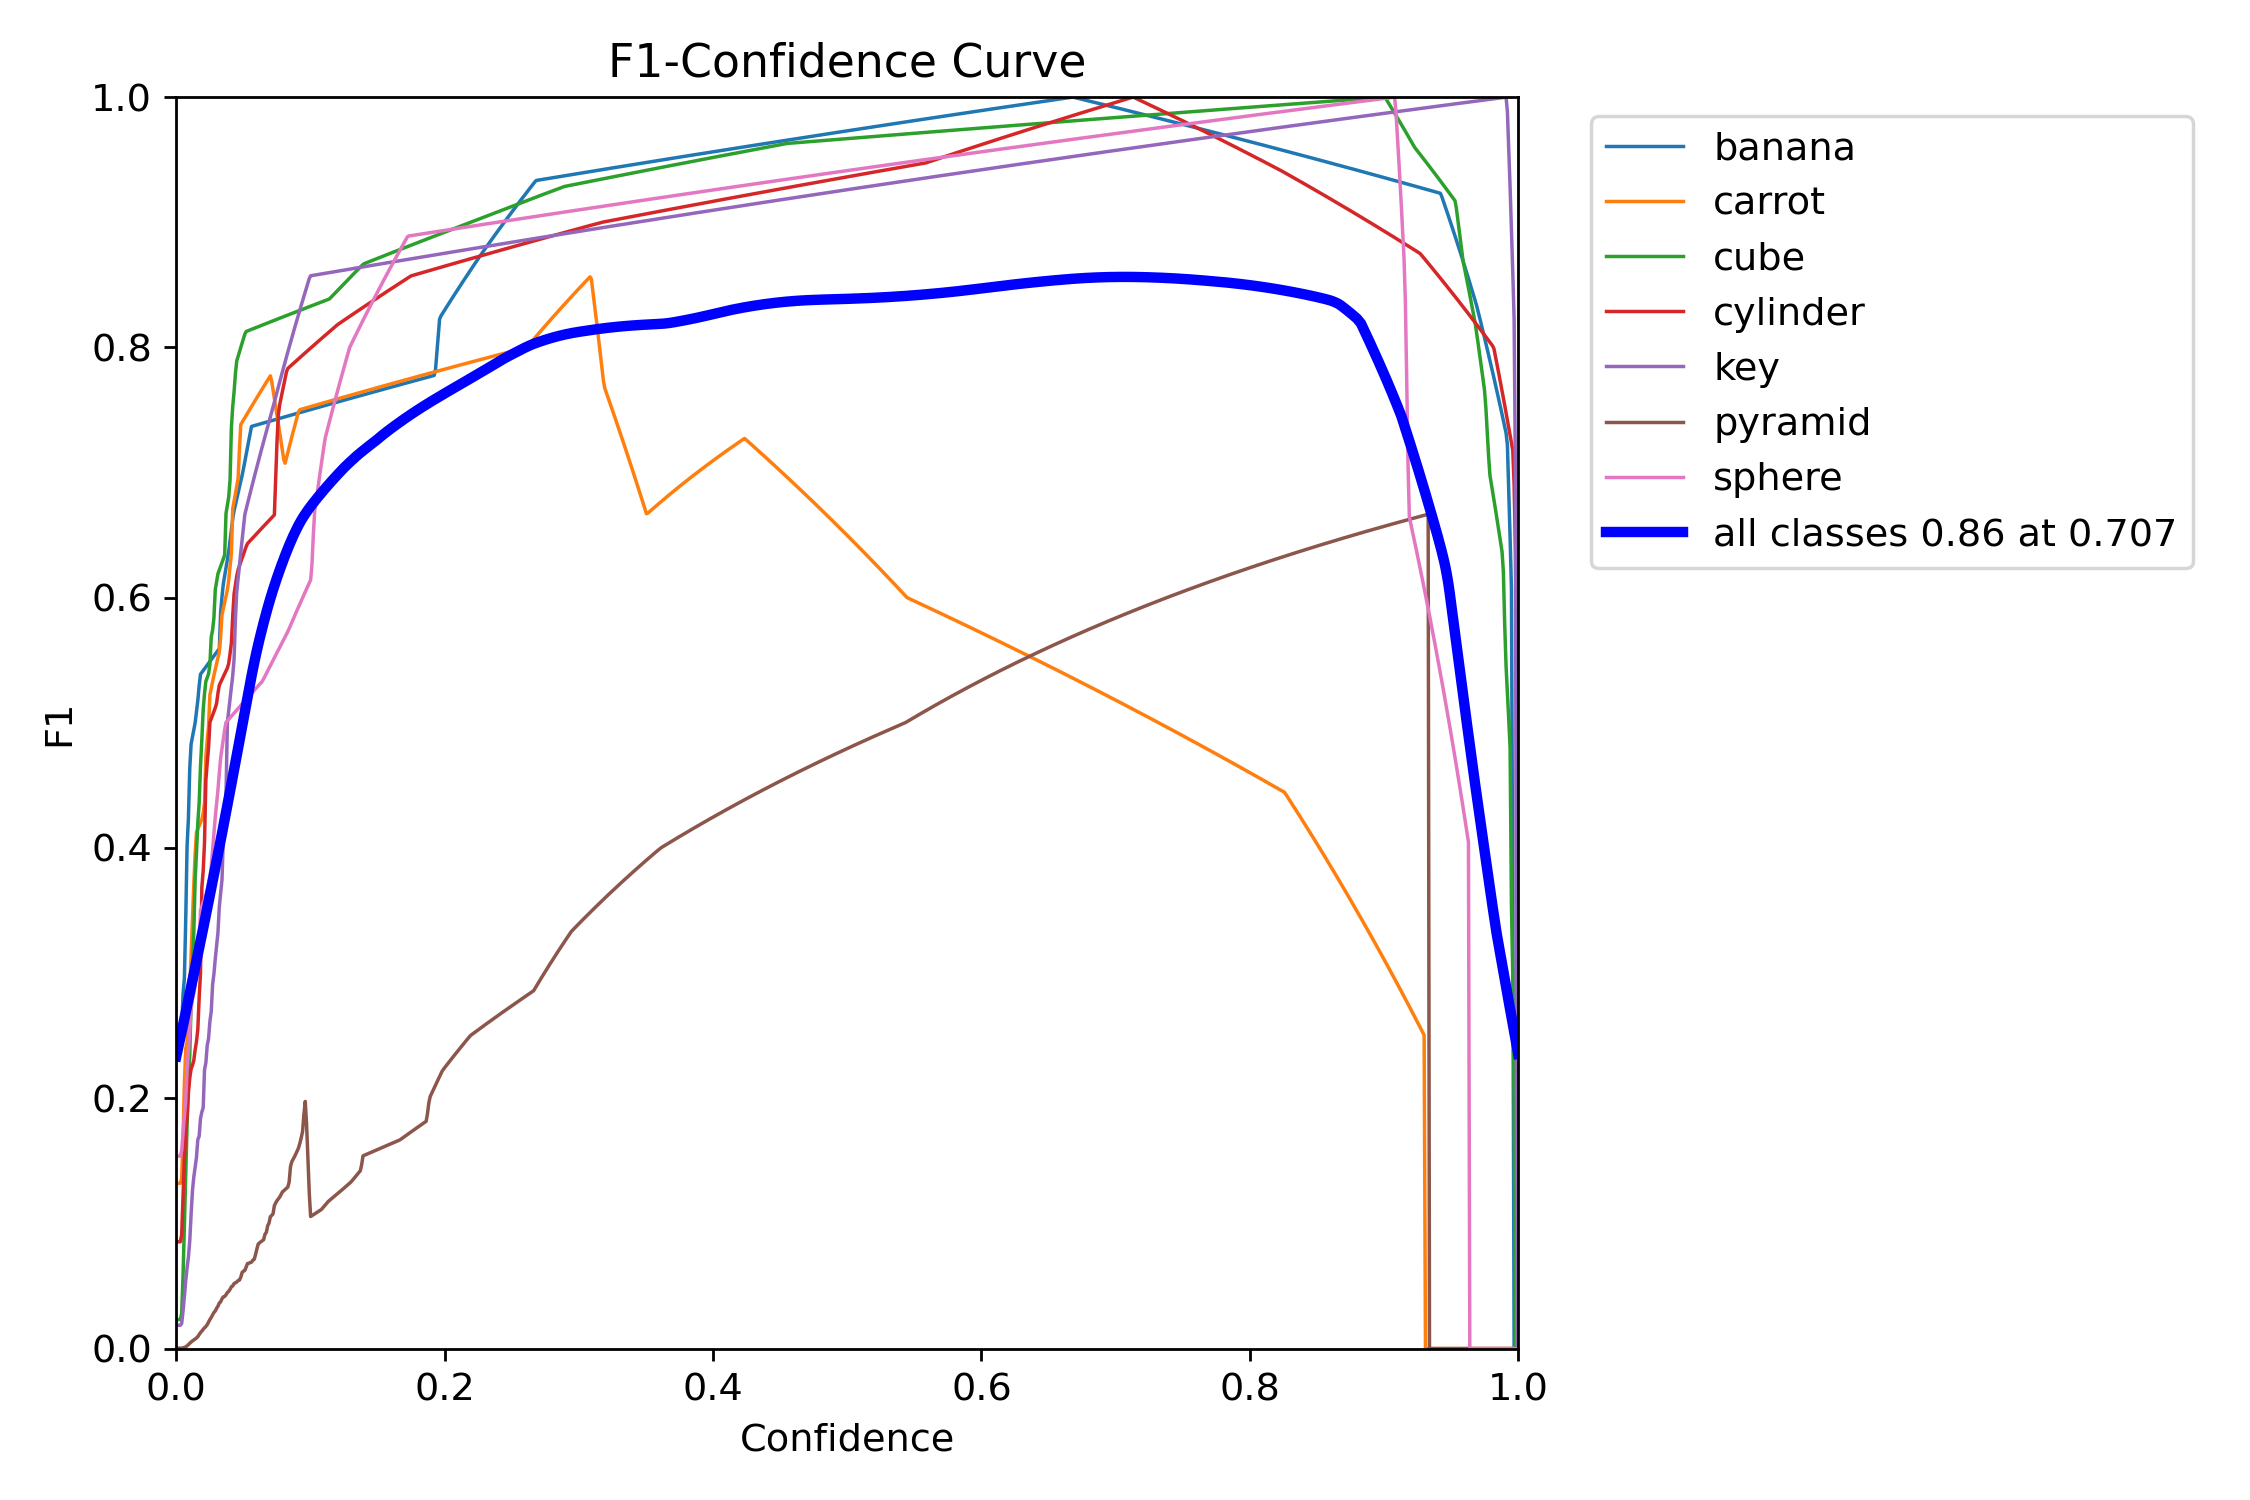 F1-Confidence Curve
1.0
0.8
0.6
0.4
0.2
0.0
F1
0.0 0.2 0.4 0.6 0.8 1.0
Confidence
banana
carrot
cube
cylinder
key
pyramid
sphere
all classes 0.86 at 0.707